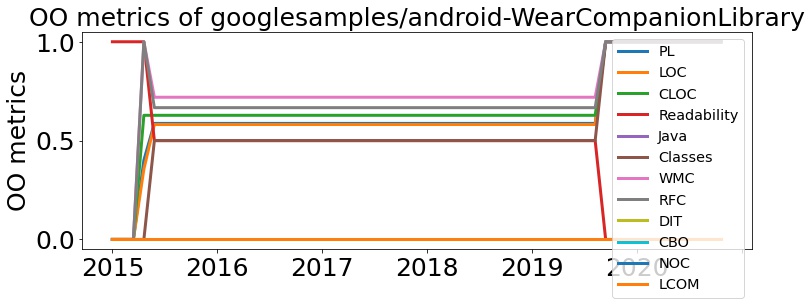 OO metrics of googlesamples/android-WearCompanionLibrary
OO metrics
1.0
0.5
0.0
2015 2016 2017 2018 2019 2020
PL
LOC
CLOC
Readability
Java
Classes
WMC
RFC
DIT
CBO
NOC
LCOM